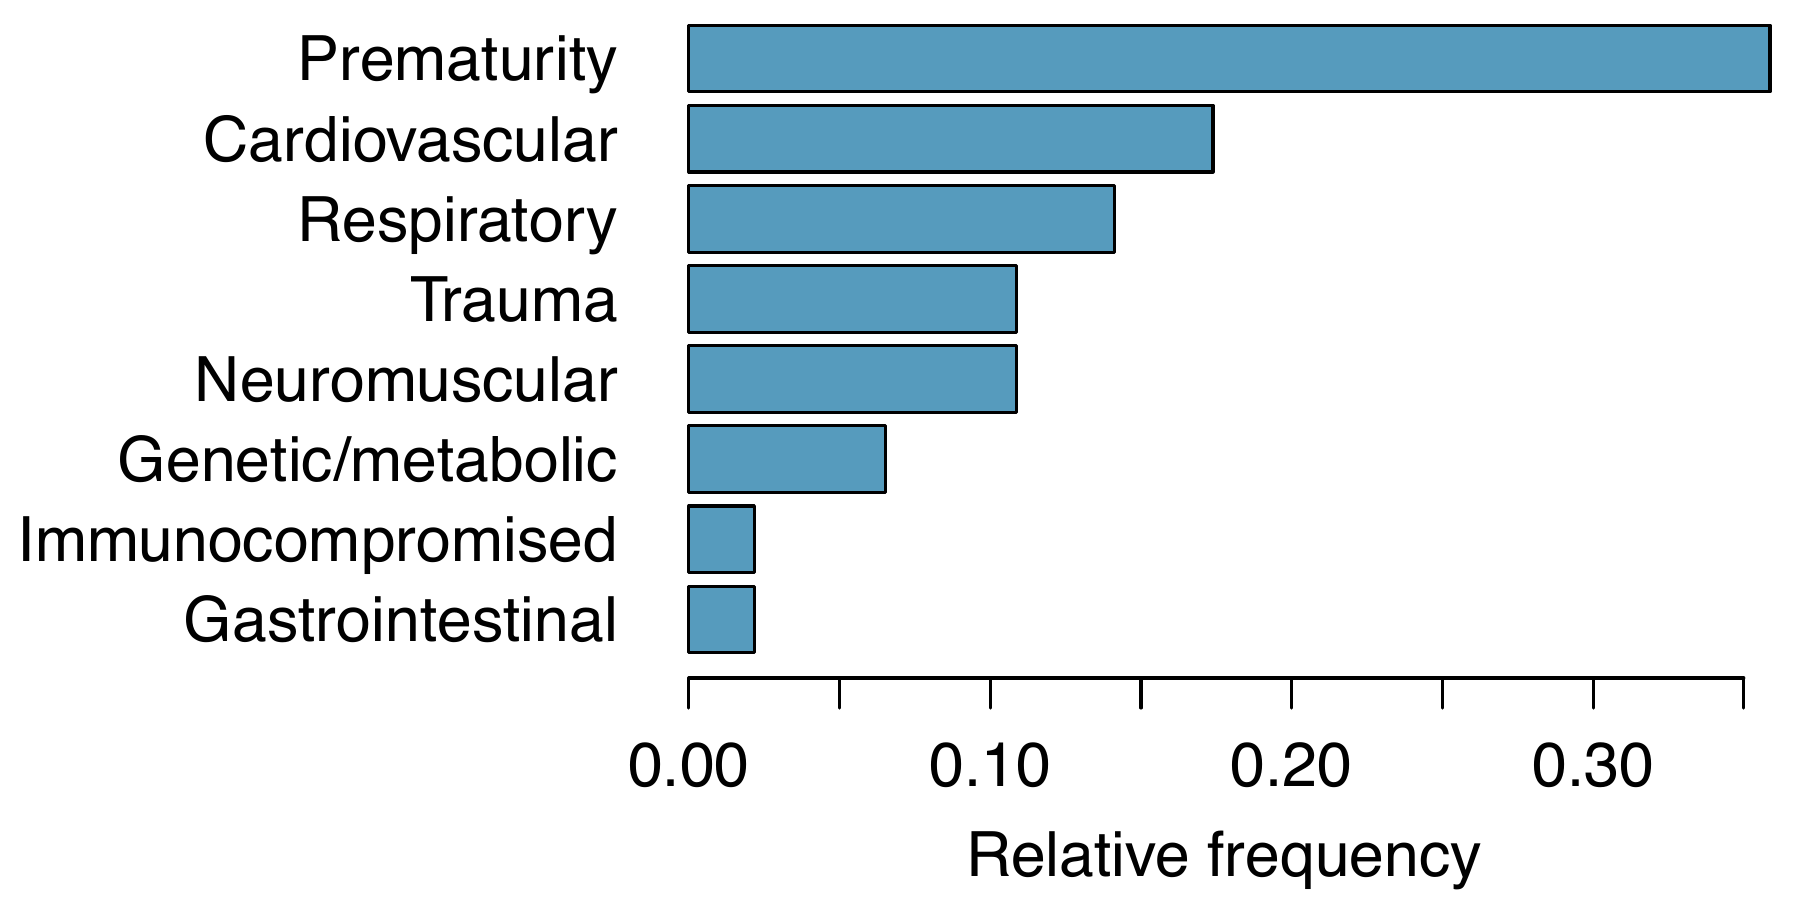 Prematurity
Cardiovascular
Respiratory
Trauma
Neuromuscular
Genetic/metabolic
Immunocompromised
Gastrointestinal
0.00 0.10 0.20 0.30
Relative frequency